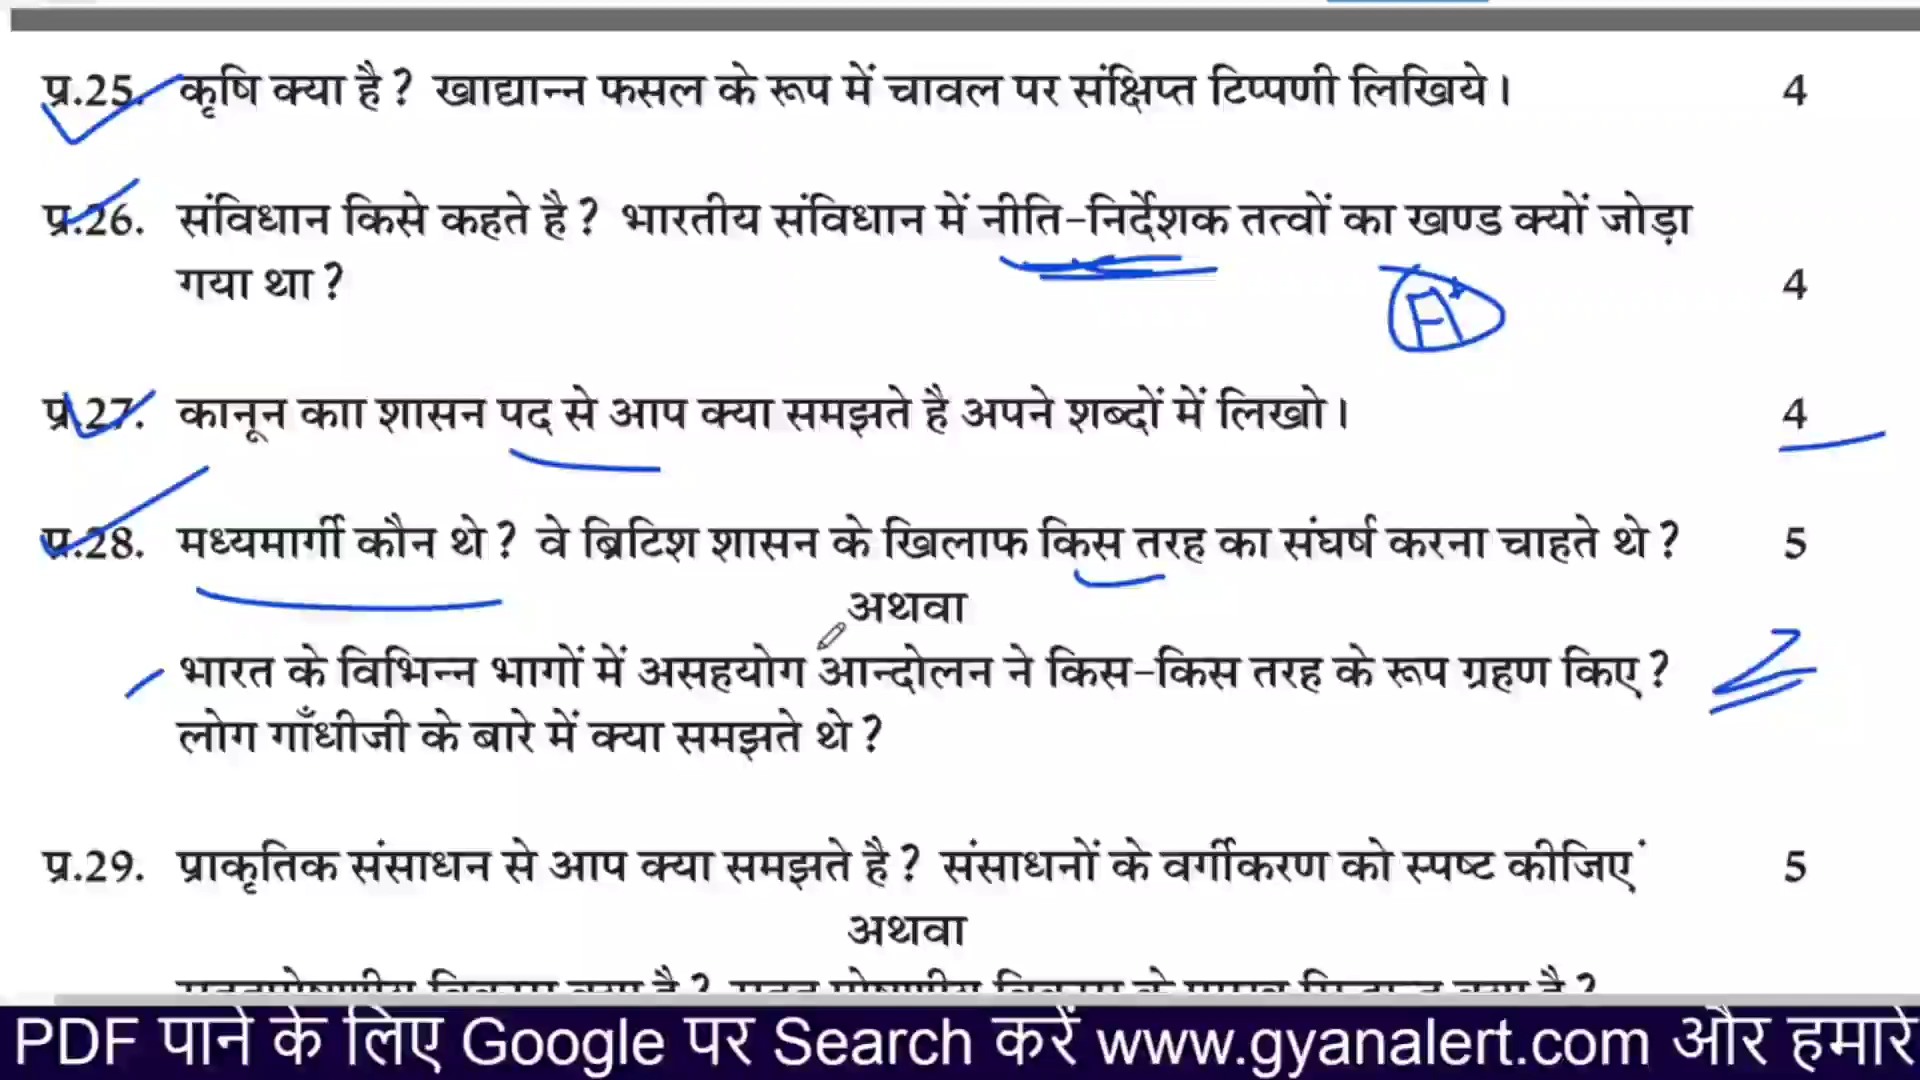 प्र.25. कृषि क्या है ? खाद्यान्न फसल के रूप में चावल पर संक्षिप्त टिप्पणी लिखिये। 4
प्र.26. संविधान किसे कहते है ? भारतीय संविधान में नीति-निर्देशक तत्वों का खण्ड क्यों जोड़ा
गया था ? 4
प्र.27. कानून काा शासन पद से आप क्या समझते है अपने शब्दों में लिखो। 4
प्र.28. मध्यमार्गी कौन थे ? वे ब्रिटिश शासन के खिलाफ किस तरह का संघर्ष करना चाहते थे ? 5
अथवा
भारत के विभिन्न भागों में असहयोग आन्दोलन ने किस-किस तरह के रूप ग्रहण किए ?
लोग गाँधीजी के बारे में क्या समझते थे ?
प्र.29. प्राकृतिक संसाधन से आप क्या समझते है ? संसाधनों के वर्गीकरण को स्पष्ट कीजिएं 5
अथवा
PDF पाने के लिए Google पर Search करें www.gyanalert.com और हमारे